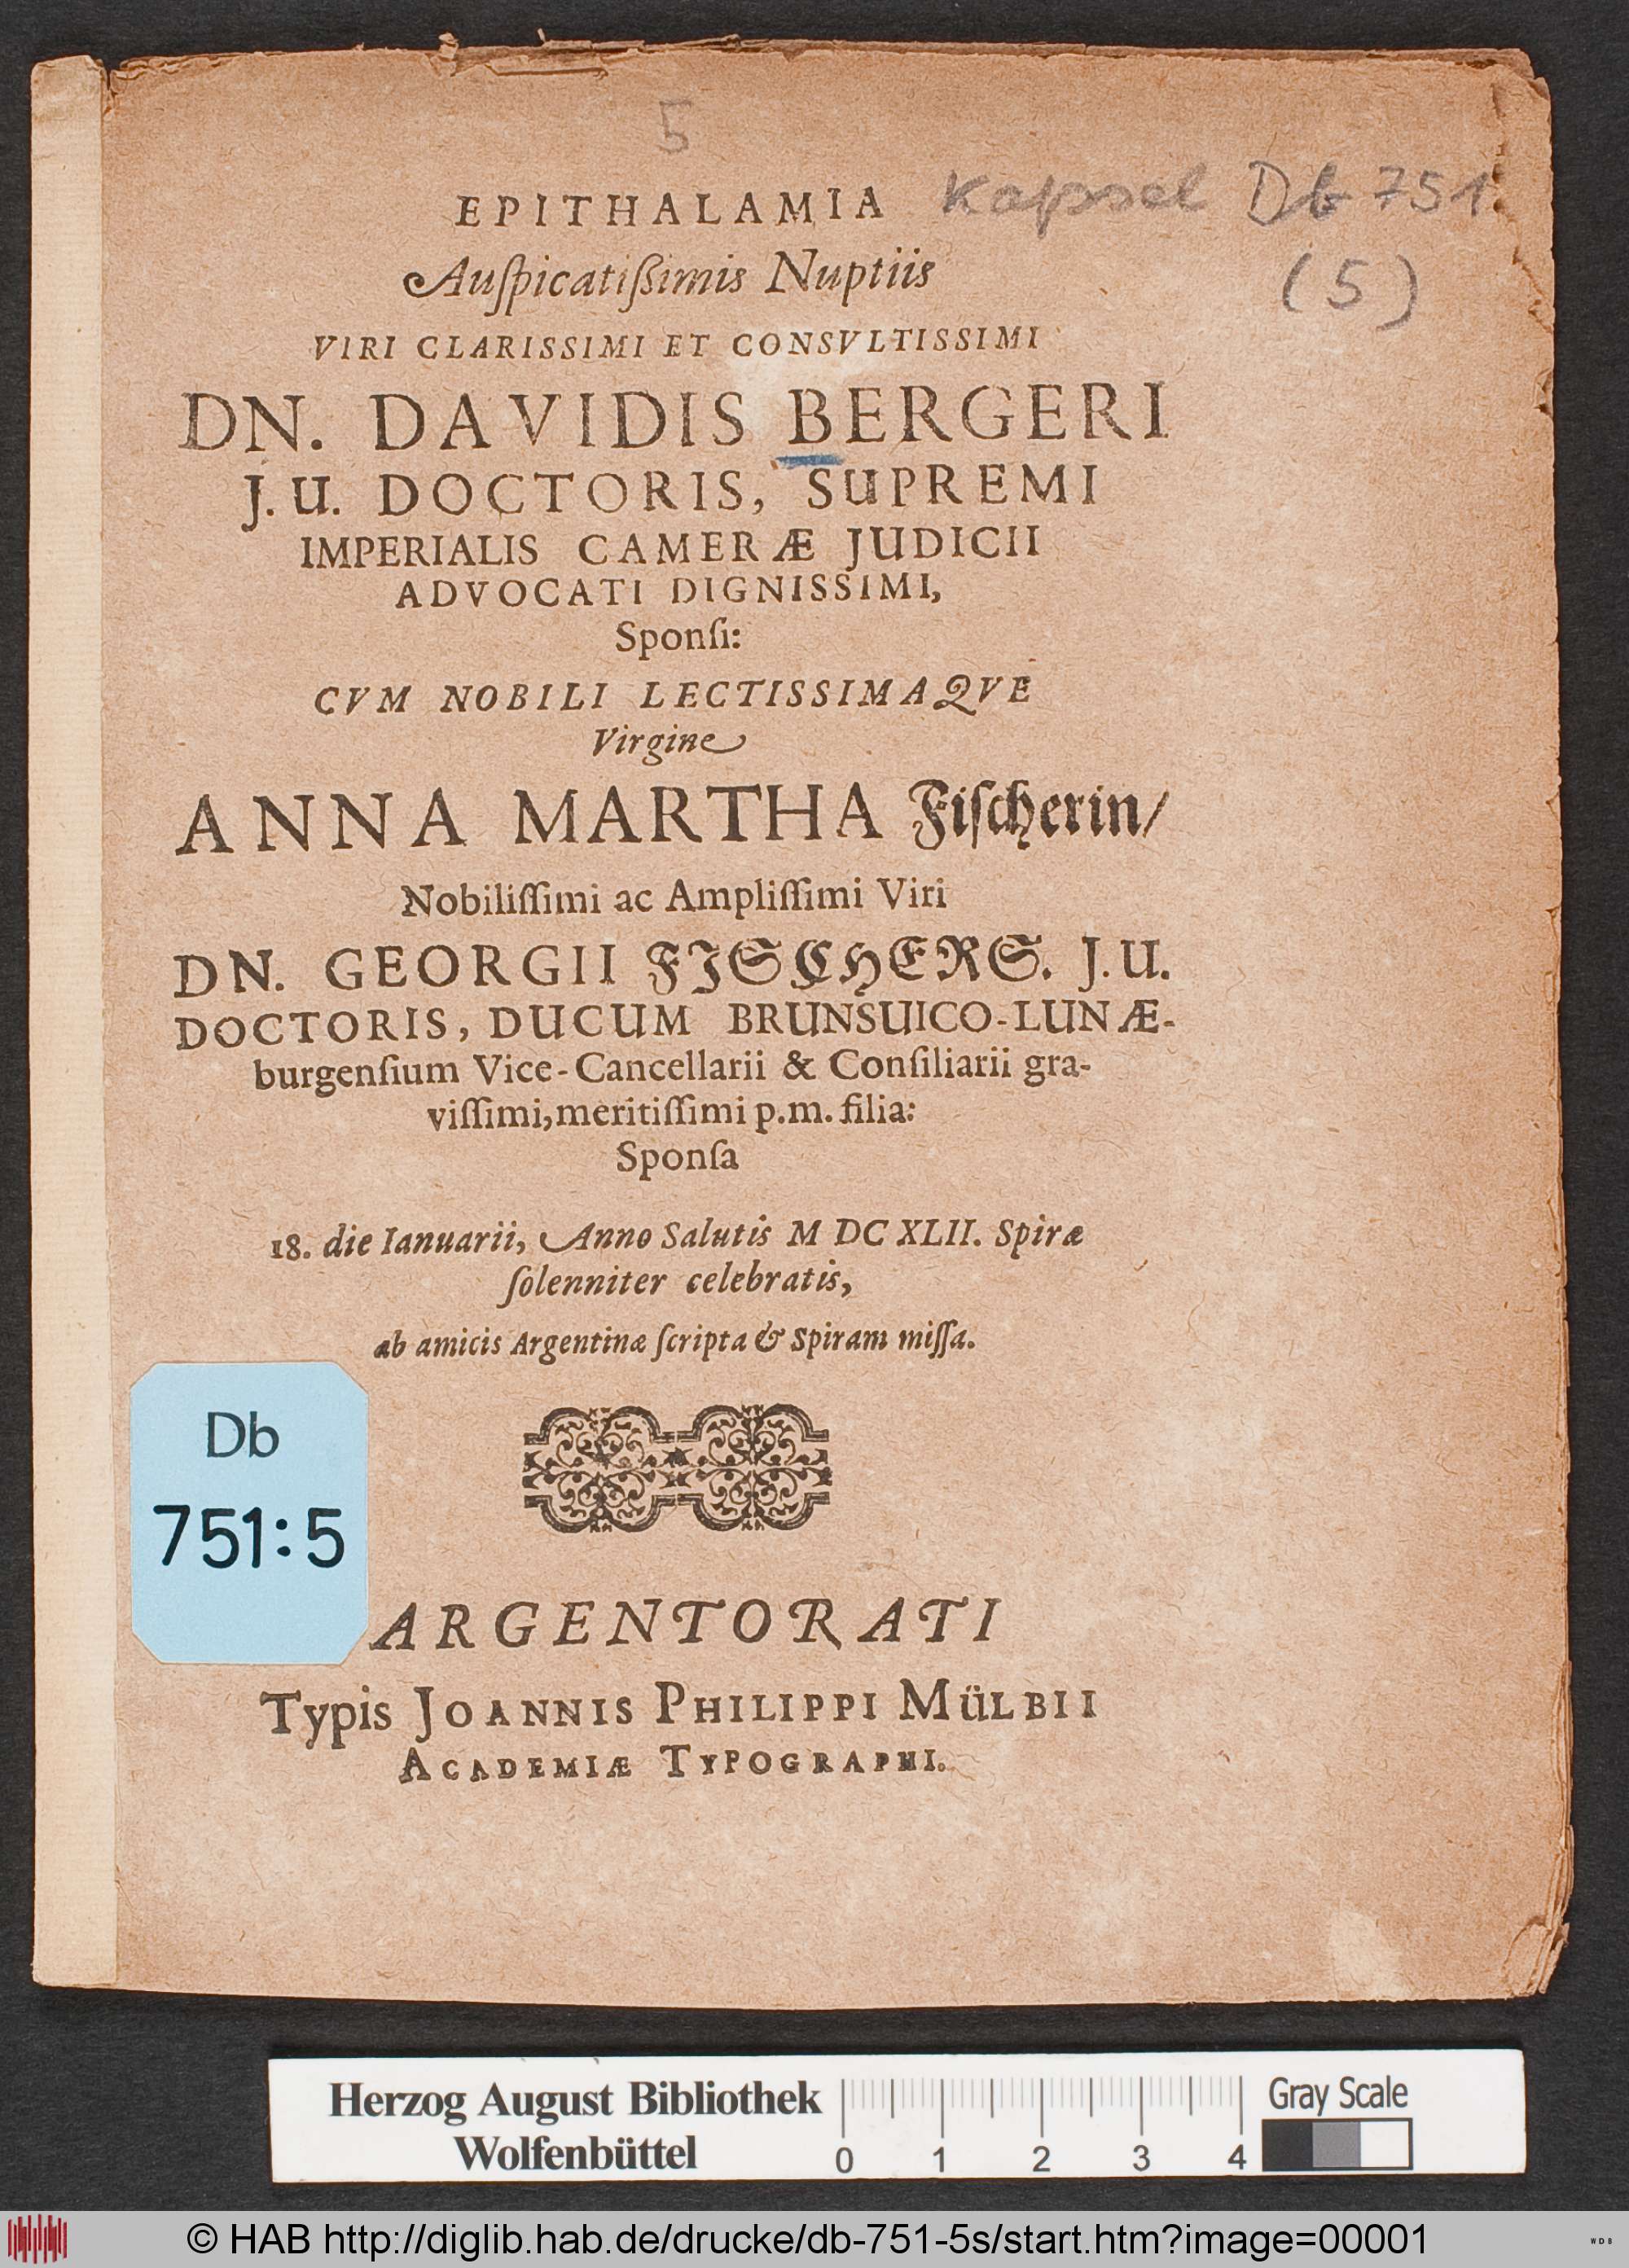 5
EPITHALAMIA
Kapsel Db 751.
(5)
Auſpicatiſſimis Nuptiis
VIRI CLARISSIMI ET CONSVLTISSIMI
DN. DAVIDIS BERGERI
J.U. DOCTORIS, SUPREMI
IMPERIALIS CAMERÆ JUDICII
ADVOCATI DIGNISSIMI,
Sponſi:
CVM NOBILI LECTISSIMAQVE
Virgine
ANNA MARTHA Fiſcherin/
Nobiliſſimi ac Ampliſſimi Viri
DN. GEORGII FISCHERS. J.U.
DOCTORIS, DUCUM BRUNSUICO-LUNÆ-
burgenſium Vice-Cancellarii & Conſiliarii gra-
viſſimi, meritiſſimi p.m. filia:
Sponſa
18. die Ianuarii, Anno Salutis M DC XLII. Spiræ
ſolenniter celebratis,
ab amicis Argentinæ ſcripta & Spiram miſſa.
Db
751:5
ARGENTORATI
Typis JOANNIS PHILIPPI MÜLBII
ACADEMIÆ TYPOGRAPHI.
Herzog August Bibliothek
Wolfenbüttel
0 1 2 3 4
Gray Scale
© HAB http://diglib.hab.de/drucke/db-751-5s/start.htm?image=00001
WDB